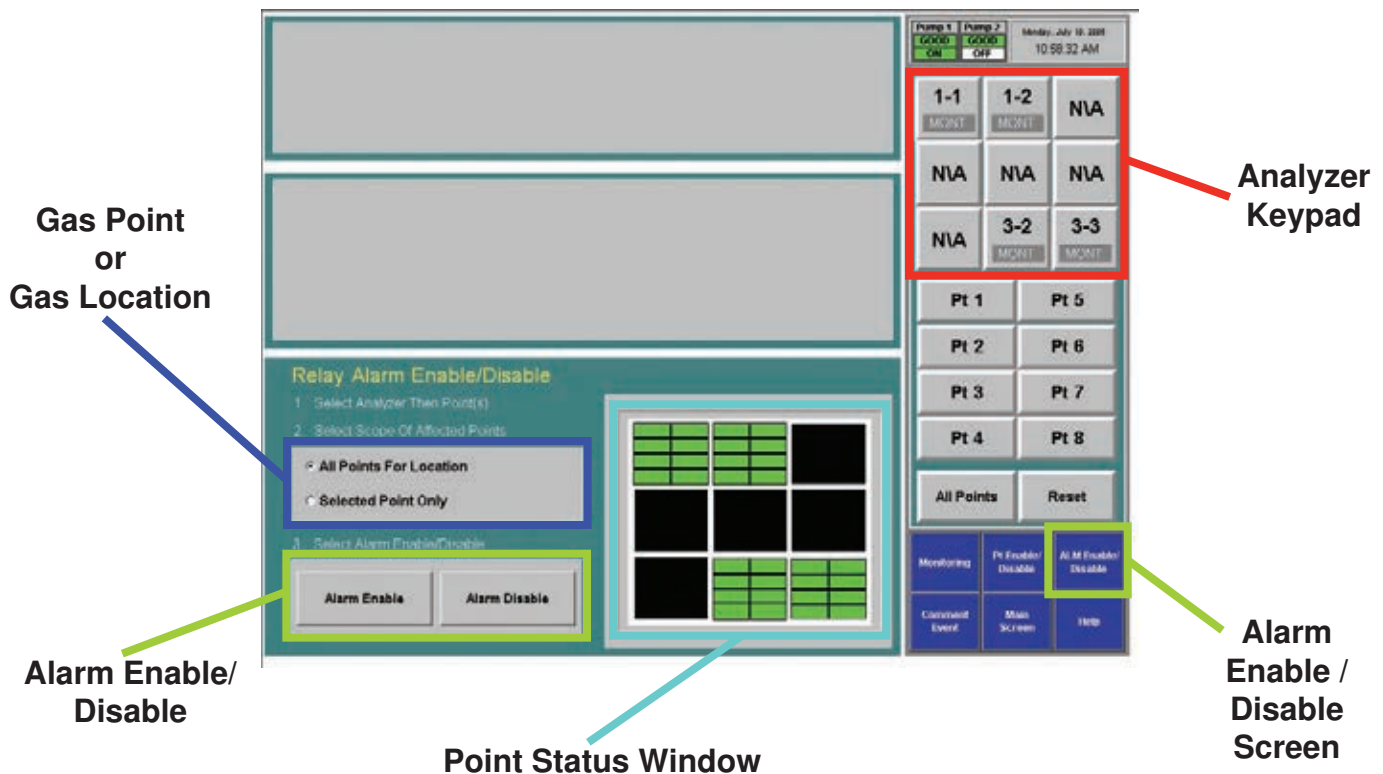 Pump 1 Pump 2
GOOD GOOD
ON OFF
10:58:32 AM
1-1 1-2 N\A
MONT MONT
N\A N\A N\A
N\A 3-2 3-3
MONT MONT
Analyzer
Keypad
Gas Point
or
Gas Location
Pt 1 Pt 5
Pt 2 Pt 6
Pt 3 Pt 7
Pt 4 Pt 8
All Points Reset
Relay Alarm Enable/Disable
1 Select Analyzer Then Point(s)
2 Select Scope Of Affected Points
All Points For Location
Selected Point Only
3 Select Alarm Enable/Disable
Alarm Enable Alarm Disable
Monitoring Pt Enable/ ALM Enable/
Disable Disable
Comment Main Help
Event Screen
Alarm Enable/
Disable
Point Status Window
Alarm
Enable /
Disable
Screen